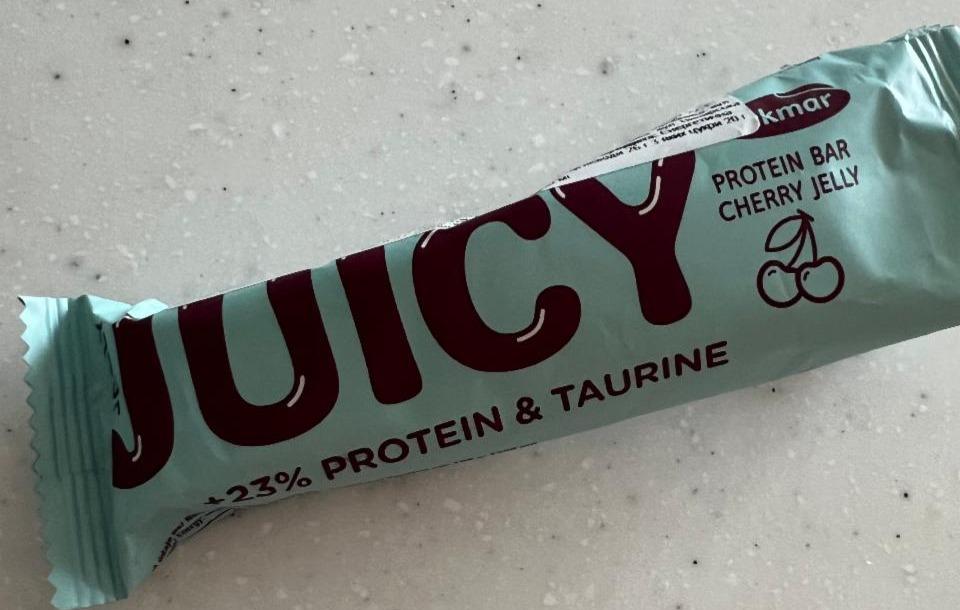 kmar
PROTEIN BAR
CHERRY JELLY
JUICY
+23% PROTEIN & TAURINE